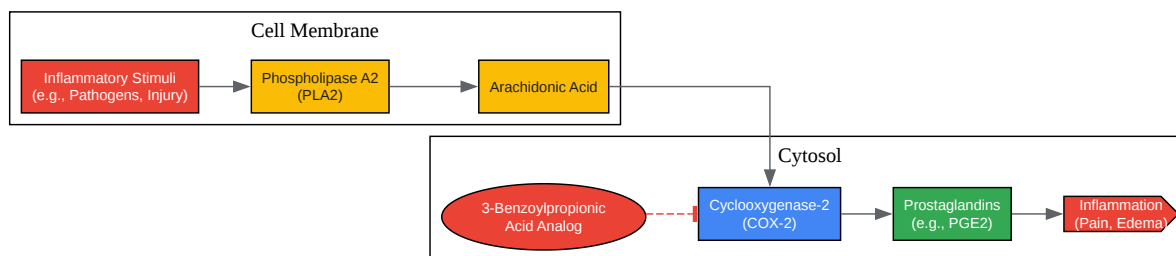 Cell Membrane
Inflammatory Stimuli
(e.g., Pathogens, Injury)
Phospholipase A2
(PLA2)
Arachidonic Acid
Cytosol
3-Benzoylpropionic
Acid Analog
Cyclooxygenase-2
(COX-2)
Prostaglandins
(e.g., PGE2)
Inflammation
(Pain, Edema)